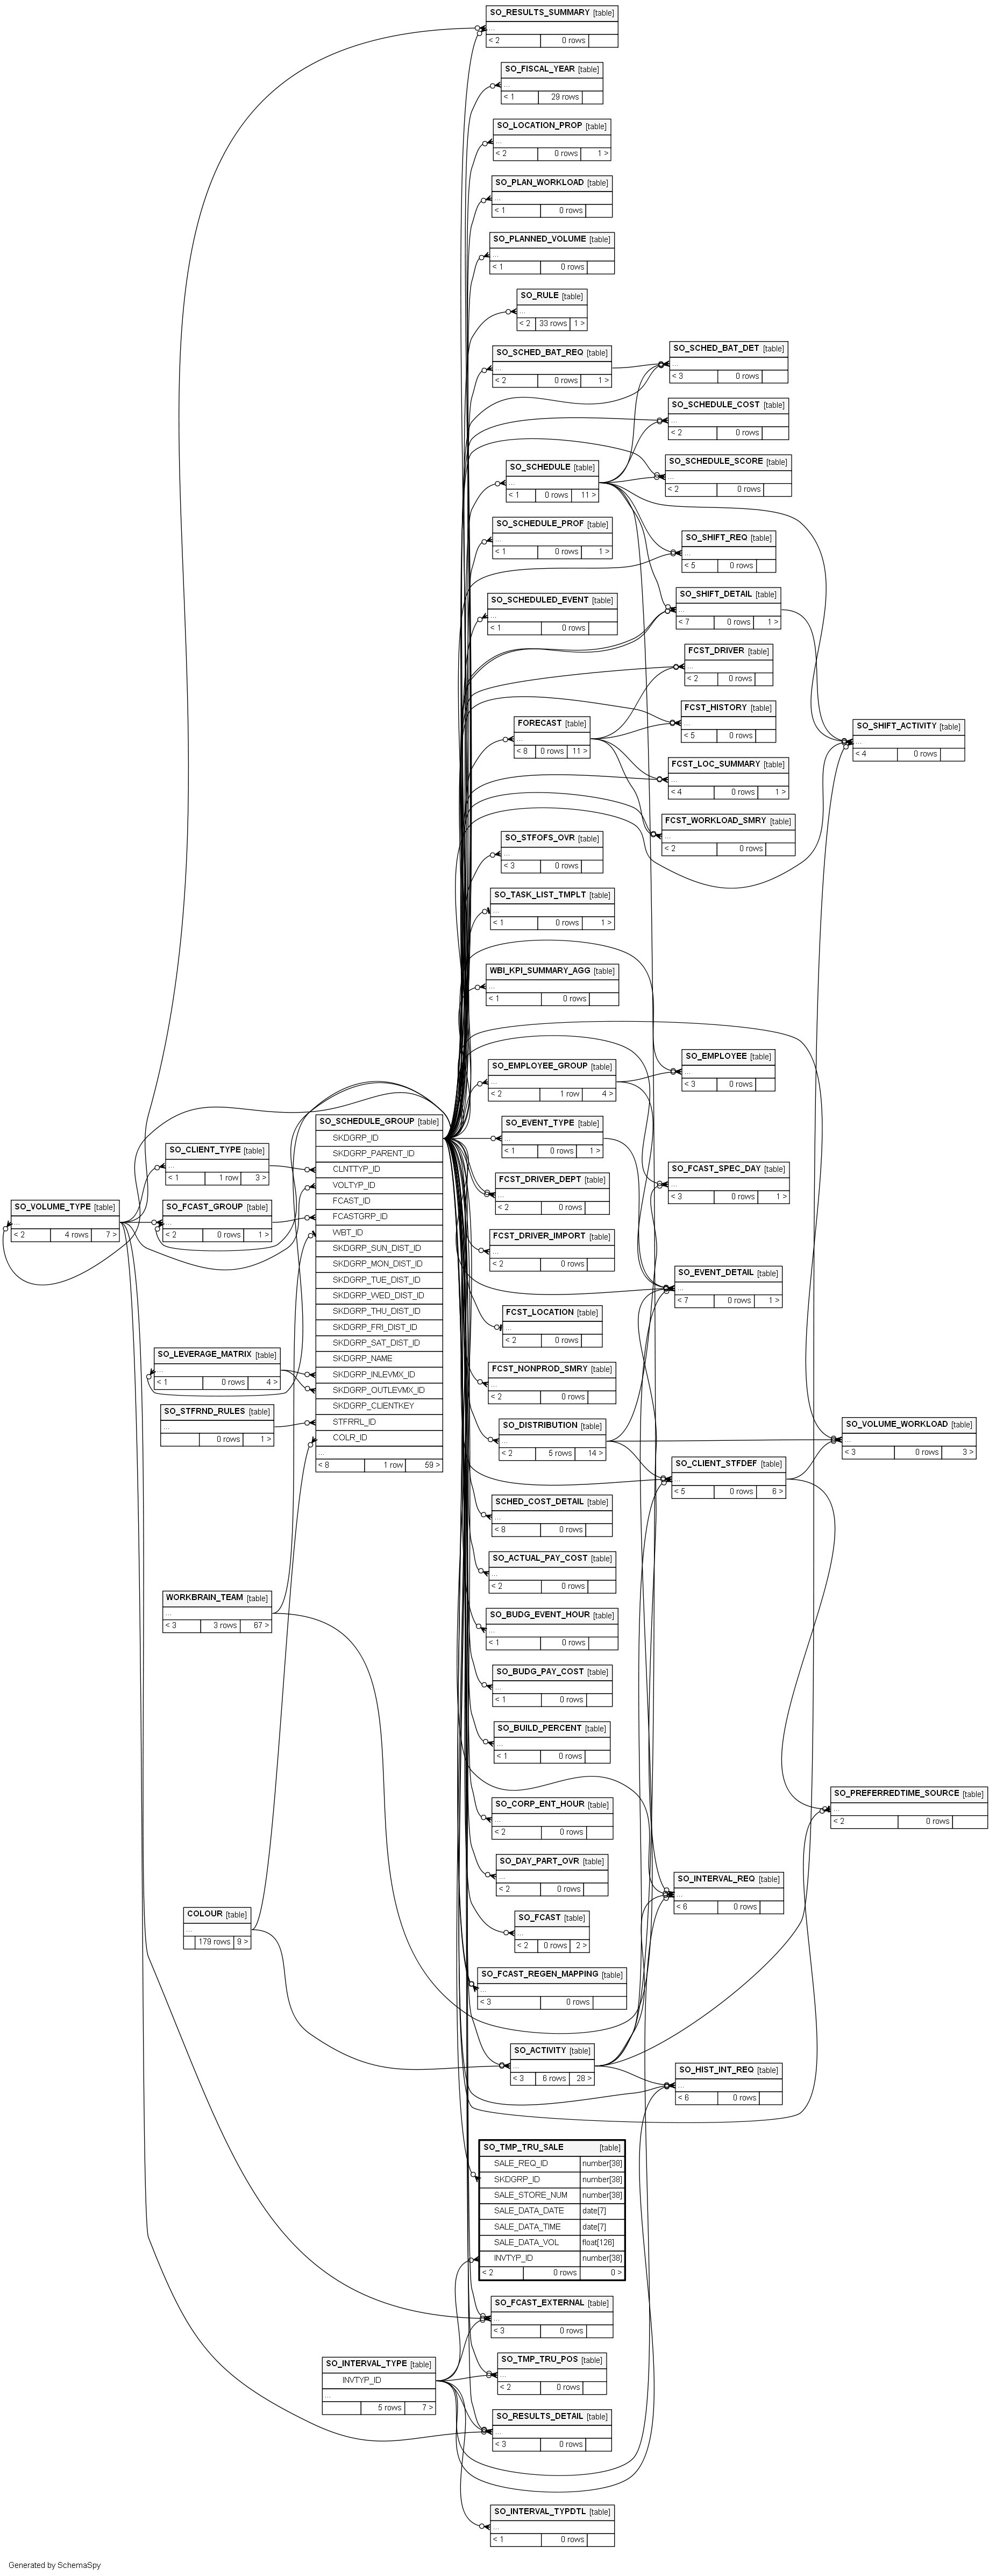 SO_RESULTS_SUMMARY [table]
...
< 2 0 rows
SO_FISCAL_YEAR [table]
...
< 1 29 rows
SO_LOCATION_PROP [table]
...
< 2 0 rows 1 >
SO_PLAN_WORKLOAD [table]
...
< 1 0 rows
SO_PLANNED_VOLUME [table]
...
< 1 0 rows
SO_RULE [table]
...
< 2 33 rows 1 >
SO_SCHED_BAT_REQ [table]
...
< 2 0 rows 1 >
SO_SCHED_BAT_DET [table]
...
< 3 0 rows
SO_SCHEDULE_COST [table]
...
< 2 0 rows
SO_SCHEDULE [table]
...
< 1 0 rows 11 >
SO_SCHEDULE_SCORE [table]
...
< 2 0 rows
SO_SCHEDULE_PROF [table]
...
< 1 0 rows 1 >
SO_SHIFT_REQ [table]
...
< 5 0 rows
SO_SCHEDULED_EVENT [table]
...
< 1 0 rows
SO_SHIFT_DETAIL [table]
...
< 7 0 rows 1 >
FCST_DRIVER [table]
...
< 2 0 rows
FCST_HISTORY [table]
...
< 5 0 rows
FORECAST [table]
...
< 8 0 rows 11 >
SO_SHIFT_ACTIVITY [table]
...
< 4 0 rows
FCST_LOC_SUMMARY [table]
...
< 4 0 rows 1 >
FCST_WORKLOAD_SMRY [table]
...
< 2 0 rows
SO_STFOFS_OVR [table]
...
< 3 0 rows
SO_TASK_LIST_TMPLT [table]
...
< 1 0 rows 1 >
WBI_KPI_SUMMARY_AGG [table]
...
< 1 0 rows
SO_EMPLOYEE [table]
...
< 3 0 rows
SO_EMPLOYEE_GROUP [table]
...
< 2 1 row 4 >
SO_SCHEDULE_GROUP [table]
SKDGRP_ID
SKDGRP_PARENT_ID
CLNTTYP_ID
VOLTYP_ID
FCAST_ID
FCASTGRP_ID
WBT_ID
SKDGRP_SUN_DIST_ID
SKDGRP_MON_DIST_ID
SKDGRP_TUE_DIST_ID
SKDGRP_WED_DIST_ID
SKDGRP_THU_DIST_ID
SKDGRP_FRI_DIST_ID
SKDGRP_SAT_DIST_ID
SKDGRP_NAME
SKDGRP_INLEVMX_ID
SKDGRP_OUTLEVMX_ID
SKDGRP_CLIENTKEY
STFRRL_ID
COLR_ID
...
< 8 1 row 59 >
SO_EVENT_TYPE [table]
...
< 1 0 rows 1 >
SO_CLIENT_TYPE [table]
...
< 1 1 row 3 >
SO_FCAST_SPEC_DAY [table]
...
< 3 0 rows 1 >
FCST_DRIVER_DEPT [table]
...
< 2 0 rows
SO_VOLUME_TYPE [table]
...
< 2 4 rows 7 >
SO_FCAST_GROUP [table]
...
< 2 0 rows 1 >
FCST_DRIVER_IMPORT [table]
...
< 2 0 rows
SO_EVENT_DETAIL [table]
...
< 7 0 rows 1 >
FCST_LOCATION [table]
...
< 2 0 rows
SO_LEVERAGE_MATRIX [table]
...
< 1 0 rows 4 >
FCST_NONPROD_SMRY [table]
...
< 2 0 rows
SO_STFRND_RULES [table]
...
0 rows 1 >
SO_DISTRIBUTION [table]
...
< 2 5 rows 14 >
SO_VOLUME_WORKLOAD [table]
...
< 3 0 rows 3 >
SO_CLIENT_STFDEF [table]
...
< 5 0 rows 6 >
SCHED_COST_DETAIL [table]
...
< 8 0 rows
SO_ACTUAL_PAY_COST [table]
...
< 2 0 rows
WORKBRAIN_TEAM [table]
...
< 3 3 rows 67 >
SO_BUDG_EVENT_HOUR [table]
...
< 1 0 rows
SO_BUDG_PAY_COST [table]
...
< 1 0 rows
SO_BUILD_PERCENT [table]
...
< 1 0 rows
SO_PREFERREDTIME_SOURCE [table]
...
< 2 0 rows
SO_CORP_ENT_HOUR [table]
...
< 2 0 rows
SO_DAY_PART_OVR [table]
...
< 2 0 rows
SO_INTERVAL_REQ [table]
...
< 6 0 rows
COLOUR [table]
...
179 rows 9 >
SO_FCAST [table]
...
< 2 0 rows 2 >
SO_FCAST_REGEN_MAPPING [table]
...
< 3 0 rows
SO_ACTIVITY [table]
...
< 3 6 rows 28 >
SO_HIST_INT_REQ [table]
...
< 6 0 rows
SO_TMP_TRU_SALE [table]
SALE_REQ_ID number[38]
SKDGRP_ID number[38]
SALE_STORE_NUM number[38]
SALE_DATA_DATE date[7]
SALE_DATA_TIME date[7]
SALE_DATA_VOL float[126]
INVTYP_ID number[38]
< 2 0 rows 0 >
SO_FCAST_EXTERNAL [table]
...
< 3 0 rows
SO_INTERVAL_TYPE [table]
INVTYP_ID
...
5 rows 7 >
SO_TMP_TRU_POS [table]
...
< 2 0 rows
SO_RESULTS_DETAIL [table]
...
< 3 0 rows
SO_INTERVAL_TYPDTL [table]
...
< 1 0 rows
Generated by SchemaSpy